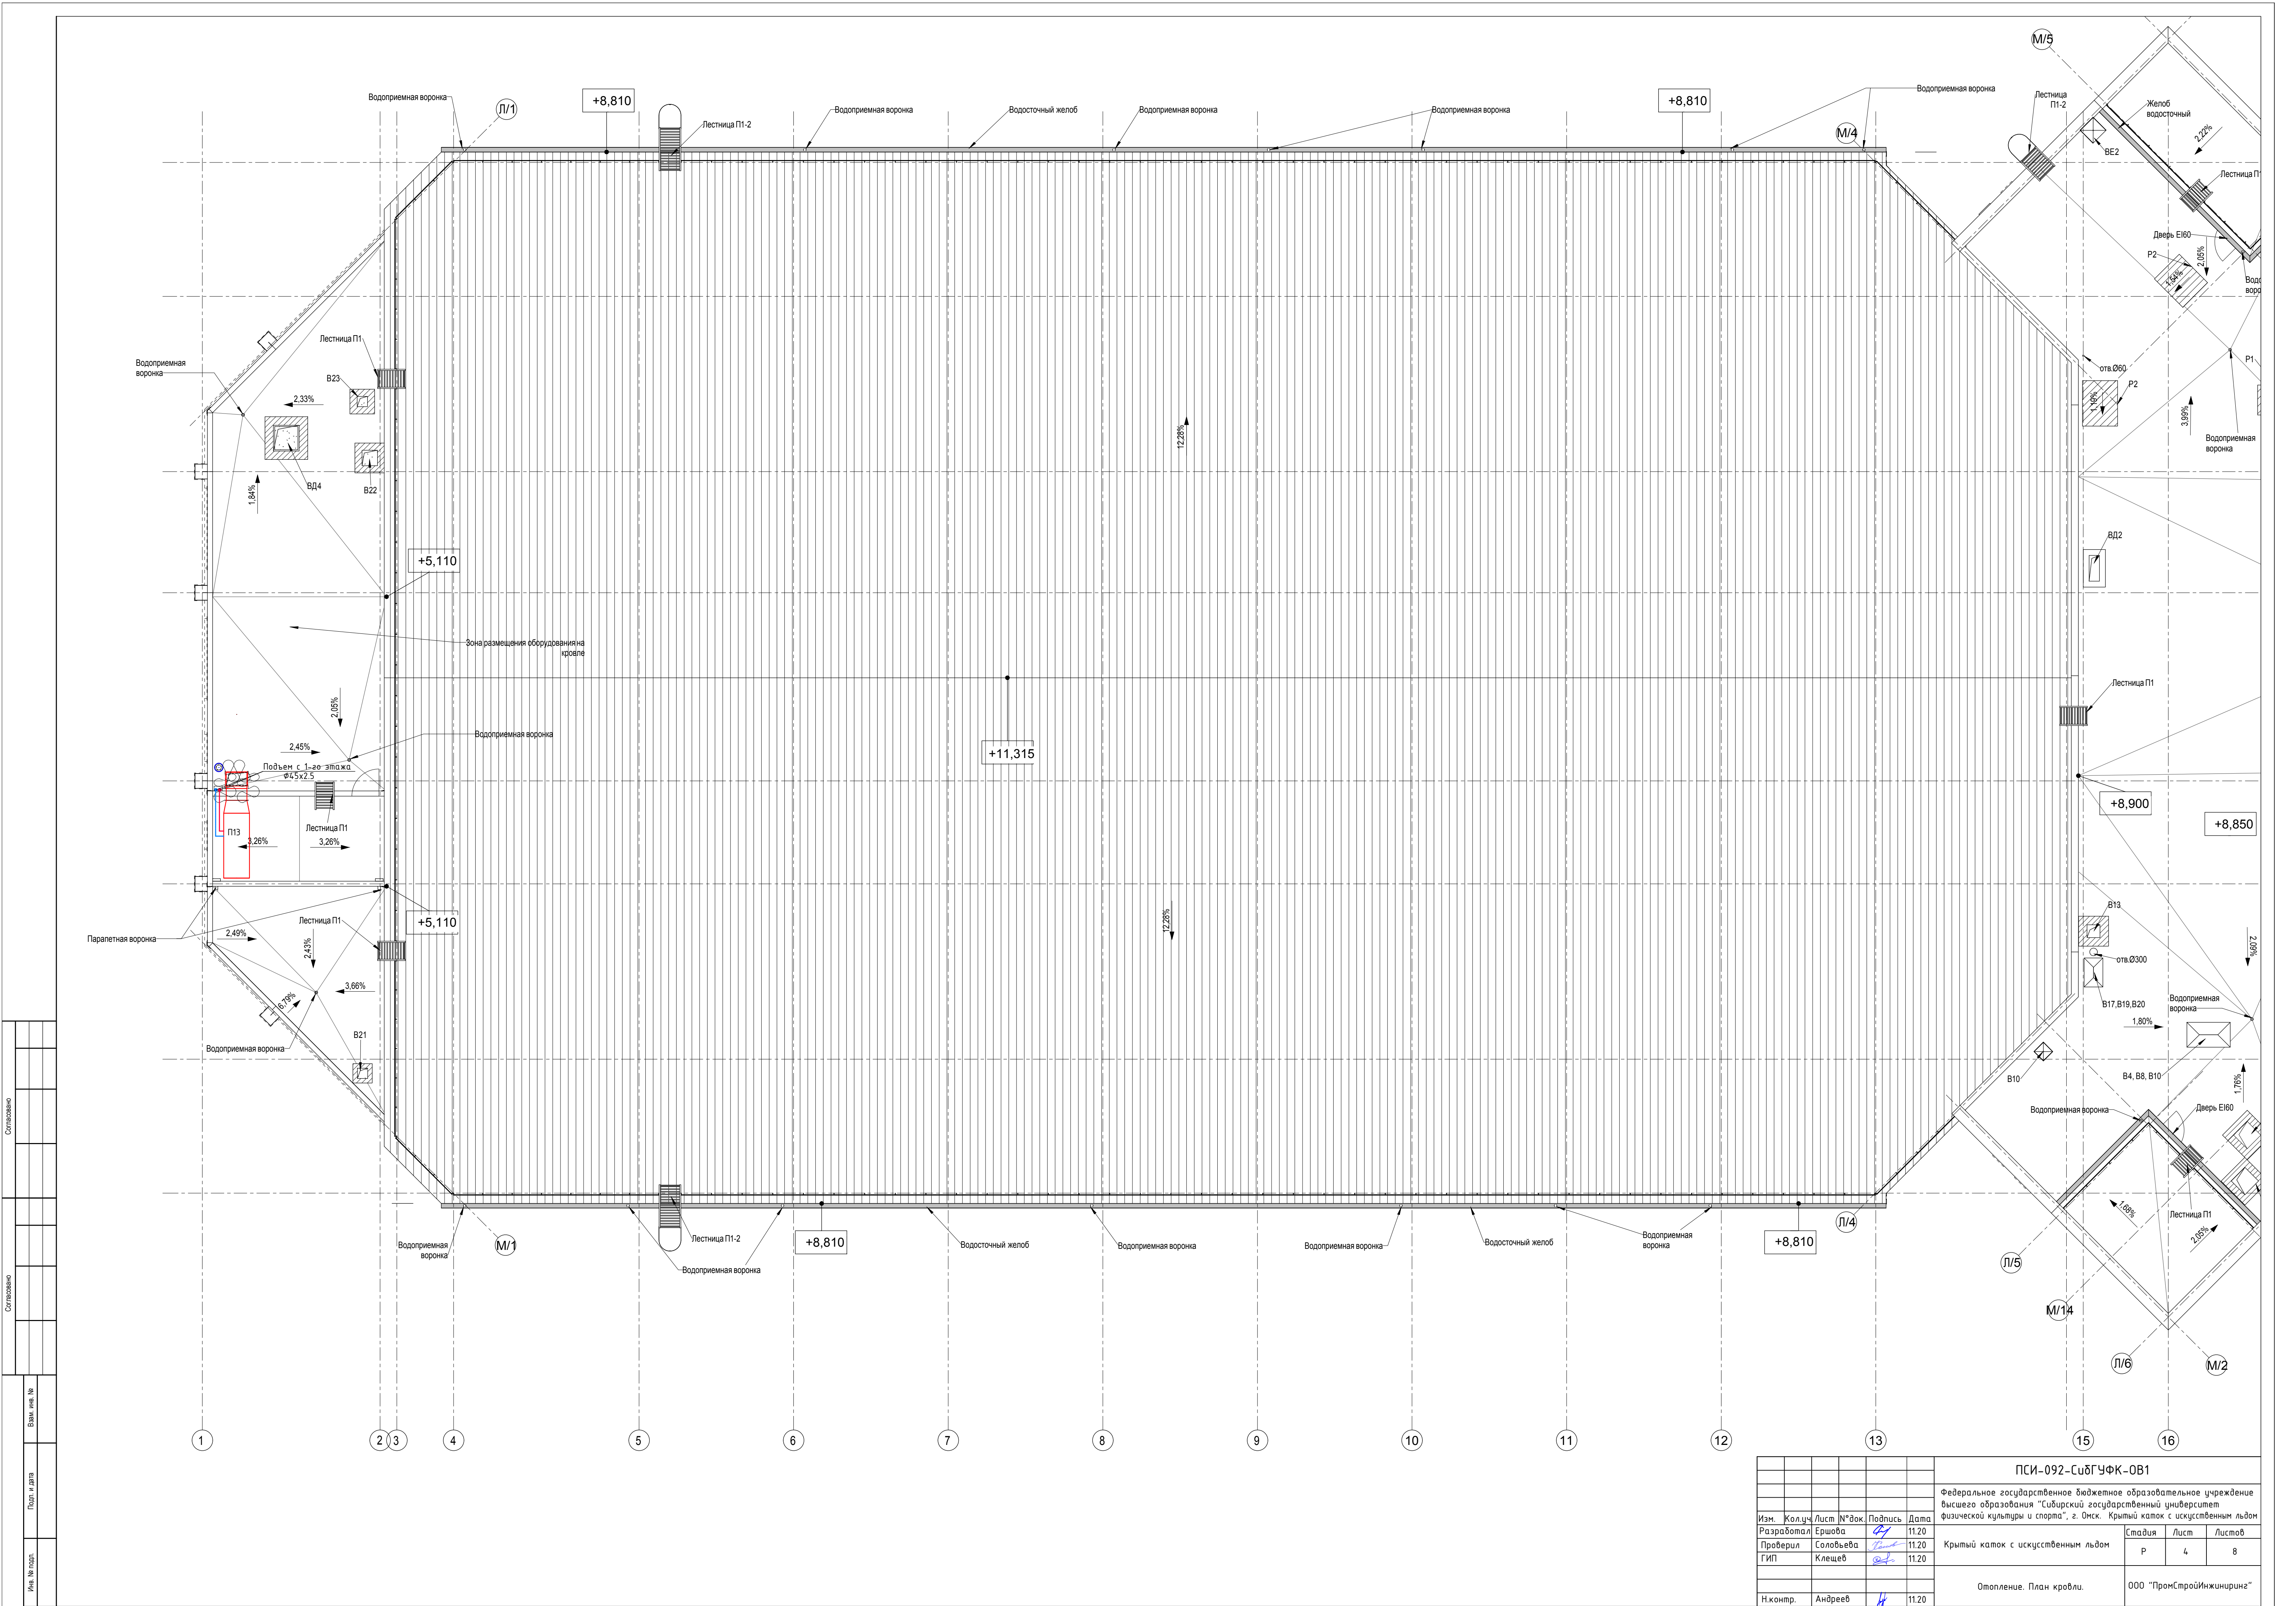 М/5
Водоприемная воронка
Л/1
+8,810
Лестница П1-2
Водоприемная воронка
Водосточный желоб
Водоприемная воронка
Водоприемная воронка
+8,810
М/4
Водоприемная воронка
Лестница
П1-2
Желоб
водосточный
2,22%
ВЕ2
Лестница П1
Дверь EI60
Р2
2,05%
1,54%
Водо
воро
Лестница П1
Водоприемная
воронка
В23
2,33%
ВД4
В22
1,84%
отв.Ø60
Р2
Р1
1,19%
3,99%
Водоприемная
воронка
12,28%
ВД2
+5,110
Зона размещения оборудования на
кровле
2,05%
Водоприемная воронка
2,45%
Подъем с 1-го этажа
Ф45х2.5
+11,315
Лестница П1
+8,900
+8,850
П13
Лестница П1
3,26%
3,26%
+5,110
12,28%
Парапетная воронка
Лестница П1
2,49%
2,43%
3,66%
6,79%
Водоприемная воронка
В21
В13
2,09%
отв.Ø300
В17,В19,В20
Водоприемная
воронка
1,80%
В10
В4, В8, В10
1,76%
Водоприемная воронка
Дверь EI60
Лестница П1
1,68%
2,05%
Водоприемная
воронка
М/1
Лестница П1-2
Водоприемная воронка
+8,810
Водосточный желоб
Водоприемная воронка
Водоприемная воронка
Водосточный желоб
Водоприемная
воронка
+8,810
Л/4
Л/5
М/14
Л/6
М/2
1
2
3
4
5
6
7
8
9
10
11
12
13
15
16
Согласовано
Согласовано
Взам. инв. №
Подп. и дата
Инв. № подл.
ПСИ-092-СибГУФК-ОВ1
Федеральное государственное бюджетное образовательное учреждение
высшего образования "Сибирский государственный университет
физической культуры и спорта", г. Омск. Крытый каток с искусственным льдом
Изм. Кол.уч Лист N°док. Подпись Дата
Разработал Ершова 11.20
Проверил Соловьева 11.20
ГИП Клещев 11.20
Н.контр. Андреев 11.20
Крытый каток с искусственным льдом
Стадия Лист Листов
Р 4 8
Отопление. План кровли.
ООО "ПромСтройИнжиниринг"